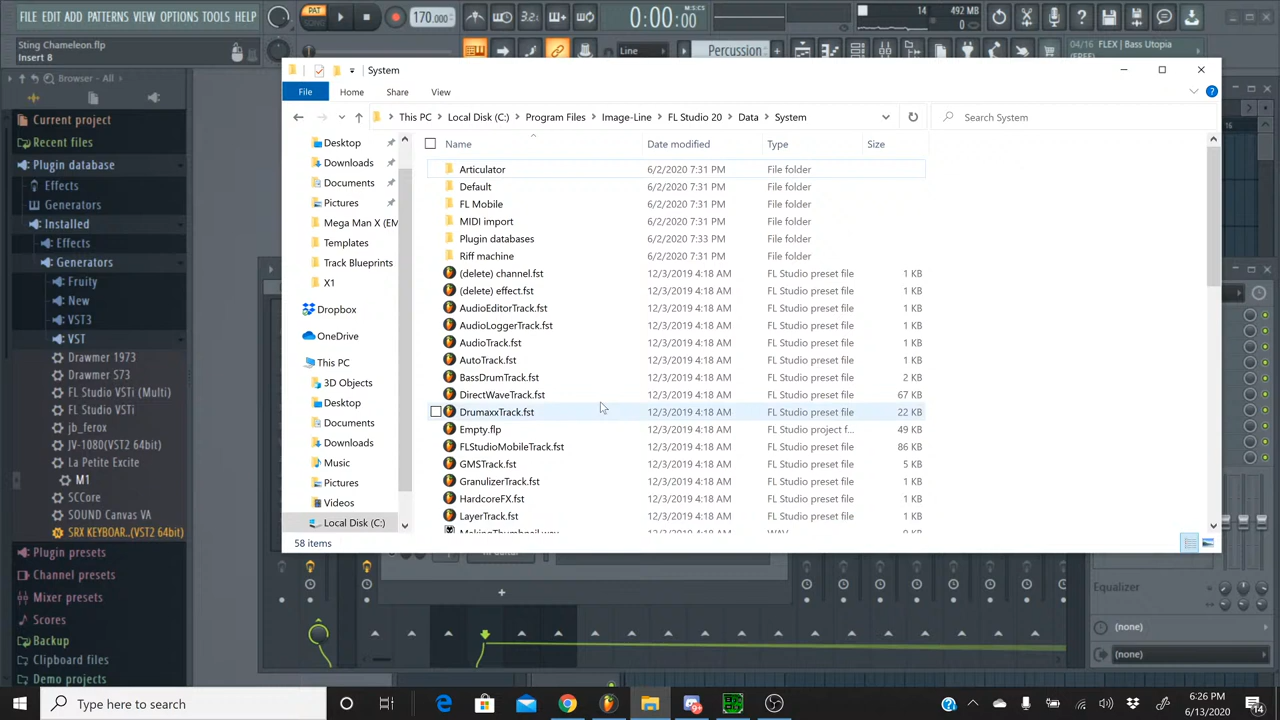 FILE EDIT ADD PATTERNS VIEW OPTIONS TOOLS HELP
PAT
170.000
3.2
0:00:00
14
492 MB
0
Sting Chameleon.flp
Insert 8
Line
Percussion
04/16 FLEX | Bass Utopia
(FREE)
Browser - All
Current project
Recent files
Plugin database
Effects
Generators
Installed
Effects
Generators
Fruity
New
VST3
VST
Drawmer 1973
Drawmer S73
FL Studio VSTi (Multi)
FL Studio VSTi
jb_ferox
JV-1080(VST2 64bit)
La Petite Excite
M1
SCCore
SOUND Canvas VA
SRX KEYBOAR..(VST2 64bit)
Plugin presets
Channel presets
Mixer presets
Scores
Backup
Clipboard files
Demo projects
System
File Home Share View
This PC > Local Disk (C:) > Program Files > Image-Line > FL Studio 20 > Data > System
Search System
Desktop
Downloads
Documents
Pictures
Mega Man X (EM
Templates
Track Blueprints
X1
Dropbox
OneDrive
This PC
3D Objects
Desktop
Documents
Downloads
Music
Pictures
Videos
Local Disk (C:)
Name Date modified Type Size
Articulator 6/2/2020 7:31 PM File folder
Default 6/2/2020 7:31 PM File folder
FL Mobile 6/2/2020 7:31 PM File folder
MIDI import 6/2/2020 7:31 PM File folder
Plugin databases 6/2/2020 7:33 PM File folder
Riff machine 6/2/2020 7:31 PM File folder
(delete) channel.fst 12/3/2019 4:18 AM FL Studio preset file 1 KB
(delete) effect.fst 12/3/2019 4:18 AM FL Studio preset file 1 KB
AudioEditorTrack.fst 12/3/2019 4:18 AM FL Studio preset file 1 KB
AudioLoggerTrack.fst 12/3/2019 4:18 AM FL Studio preset file 1 KB
AudioTrack.fst 12/3/2019 4:18 AM FL Studio preset file 1 KB
AutoTrack.fst 12/3/2019 4:18 AM FL Studio preset file 1 KB
BassDrumTrack.fst 12/3/2019 4:18 AM FL Studio preset file 2 KB
DirectWaveTrack.fst 12/3/2019 4:18 AM FL Studio preset file 67 KB
DrumaxxTrack.fst 12/3/2019 4:18 AM FL Studio preset file 22 KB
Empty.flp 12/3/2019 4:18 AM FL Studio project f... 49 KB
FLStudioMobileTrack.fst 12/3/2019 4:18 AM FL Studio preset file 86 KB
GMSTrack.fst 12/3/2019 4:18 AM FL Studio preset file 5 KB
GranulizerTrack.fst 12/3/2019 4:18 AM FL Studio preset file 1 KB
HardcoreFX.fst 12/3/2019 4:18 AM FL Studio preset file 1 KB
LayerTrack.fst 12/3/2019 4:18 AM FL Studio preset file 1 KB
58 items
Equalizer
(none)
(none)
Type here to search
6:26 PM
6/13/2020
14